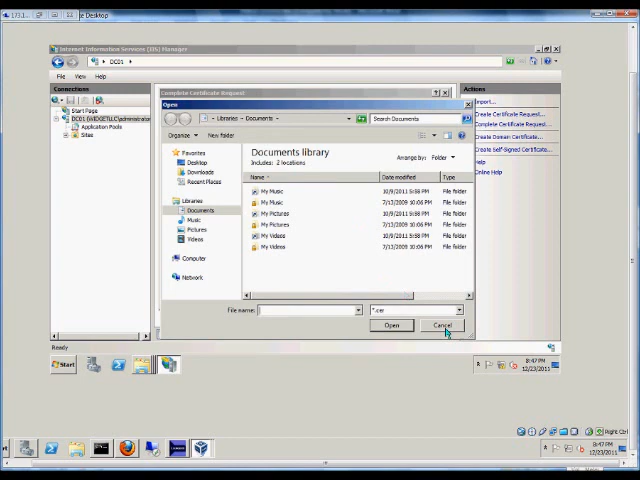 173.1
ge Desktop
Internet Information Services (IIS) Manager
DC01
File View Help
Connections
Start Page
DC01 (WIDGETLLC\administrator
Application Pools
Sites
Complete Certificate Request
Open
Libraries Documents
Search Documents
Organize New folder
Favorites
Desktop
Downloads
Recent Places
Libraries
Documents
Music
Pictures
Videos
Computer
Network
Documents library
Includes: 2 locations
Arrange by: Folder
Name Date modified Type
My Music 10/9/2011 5:58 PM File folder
My Music 7/13/2009 10:06 PM File folder
My Pictures 10/9/2011 5:58 PM File folder
My Pictures 7/13/2009 10:06 PM File folder
My Videos 10/9/2011 5:58 PM File folder
My Videos 7/13/2009 10:06 PM File folder
File name:
*.cer
Open Cancel
Actions
Import...
Create Certificate Request...
Complete Certificate Request...
Create Domain Certificate...
Create Self-Signed Certificate...
Help
Online Help
Ready
Start
8:47 PM
12/23/2011
Right Ctrl
8:47 PM
12/23/2011